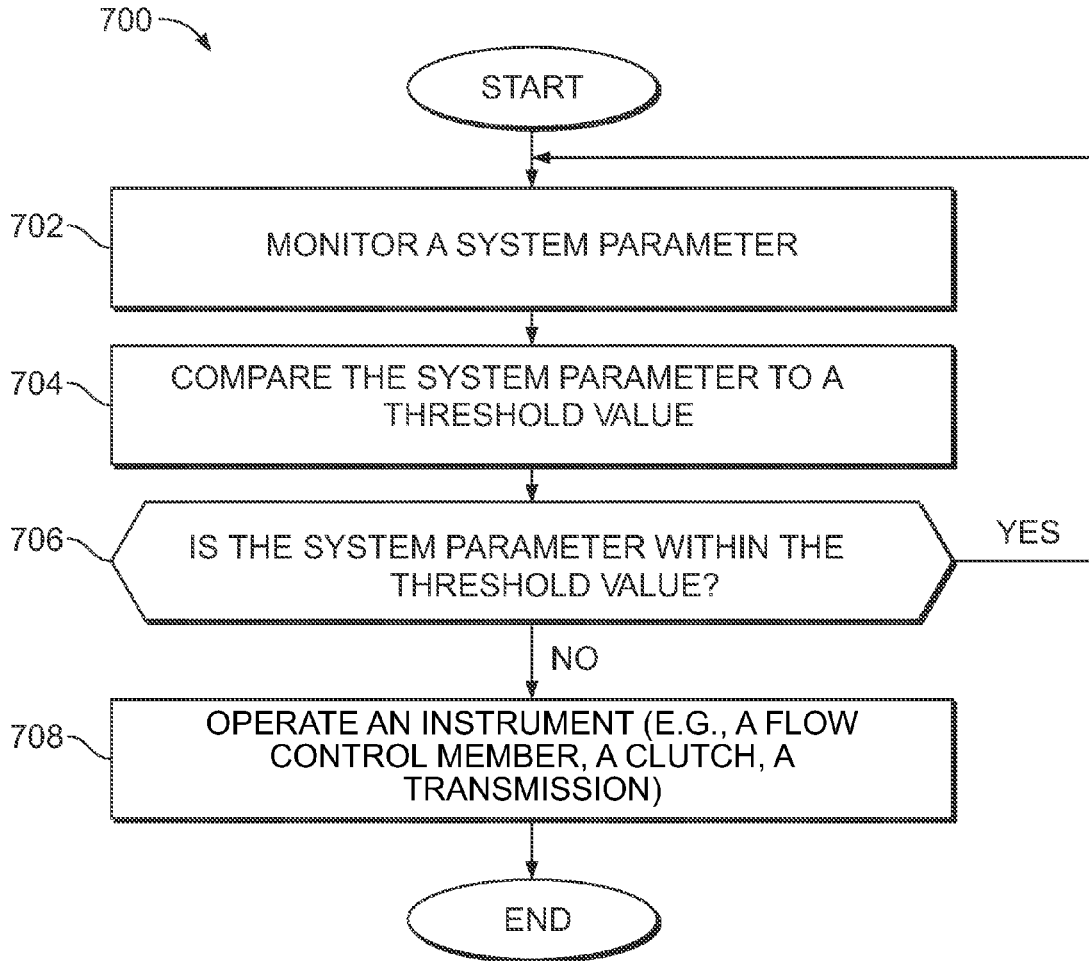 700
START
702
MONITOR A SYSTEM PARAMETER
704
COMPARE THE SYSTEM PARAMETER TO A
THRESHOLD VALUE
706
IS THE SYSTEM PARAMETER WITHIN THE
THRESHOLD VALUE?
YES
NO
708
OPERATE AN INSTRUMENT (E.G., A FLOW
CONTROL MEMBER, A CLUTCH, A
TRANSMISSION)
END